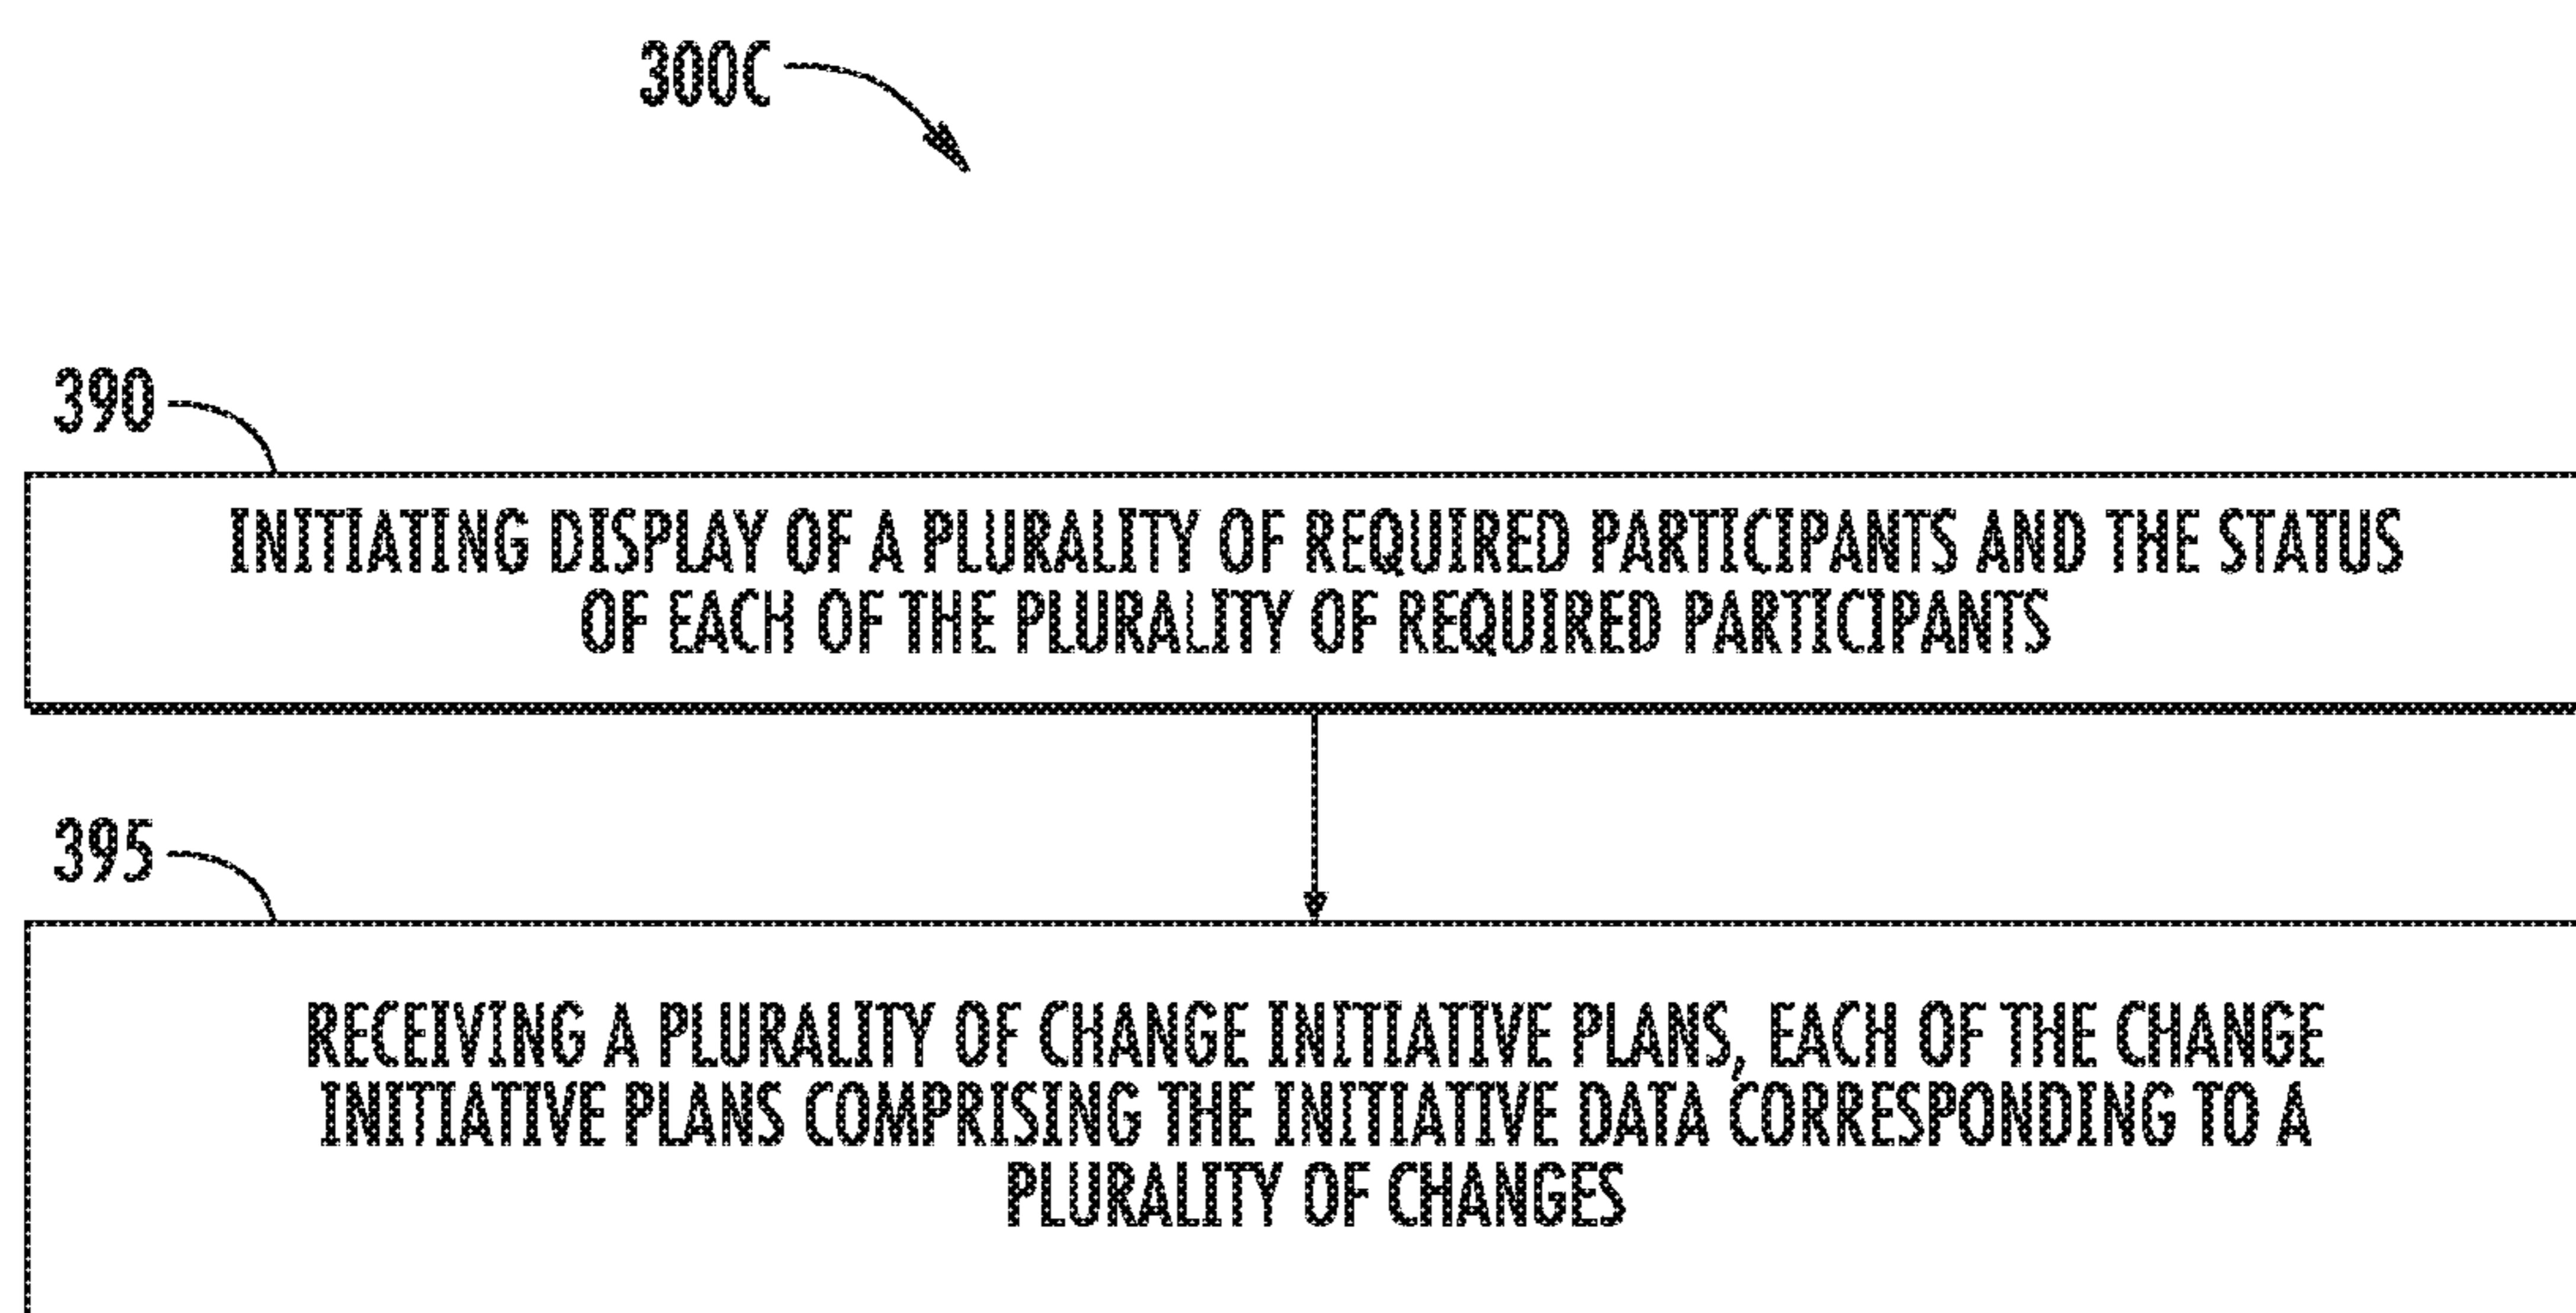 300C
390
INITIATING DISPLAY OF A PLURALITY OF REQUIRED PARTICIPANTS AND THE STATUS
OF EACH OF THE PLURALITY OF REQUIRED PARTICIPANTS
395
RECEIVING A PLURALITY OF CHANGE INITIATIVE PLANS, EACH OF THE CHANGE
INITIATIVE PLANS COMPRISING THE INITIATIVE DATA CORRESPONDING TO A
PLURALITY OF CHANGES